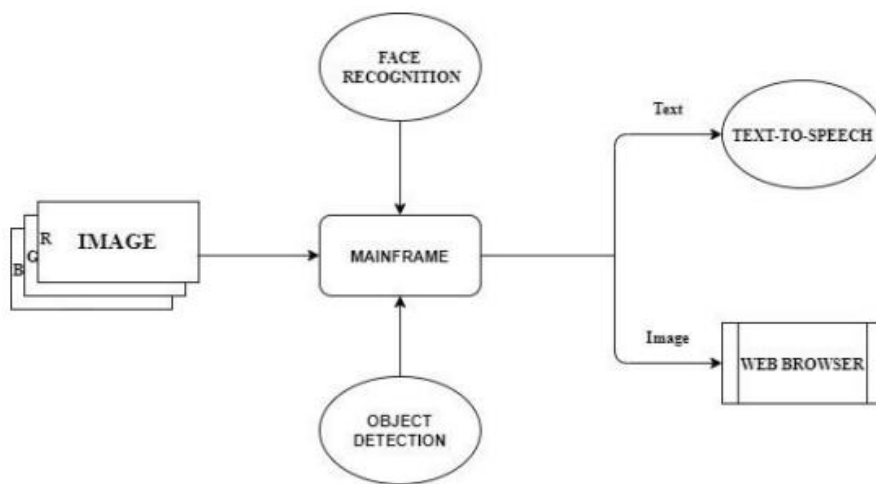 FACE
RECOGNITION
Text
TEXT-TO-SPEECH
R
IMAGE
G
B
MAINFRAME
Image
WEB BROWSER
OBJECT
DETECTION